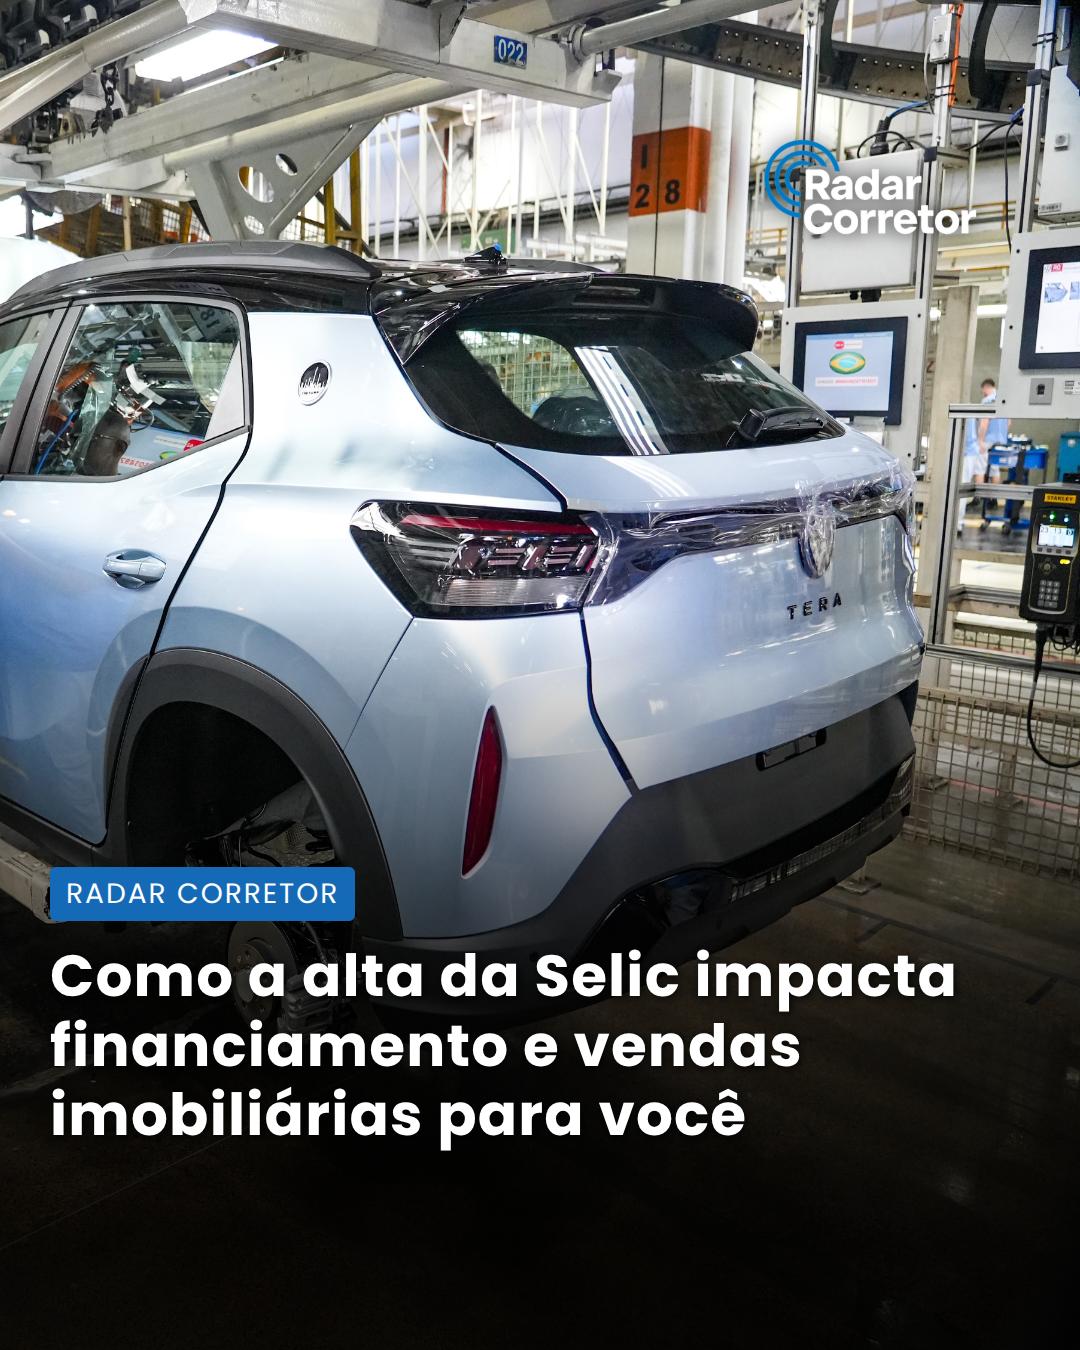 022
1
2 8
Radar
Corretor
STANLEY
TERA
RADAR CORRETOR
Como a alta da Selic impacta
financiamento e vendas
imobiliárias para você